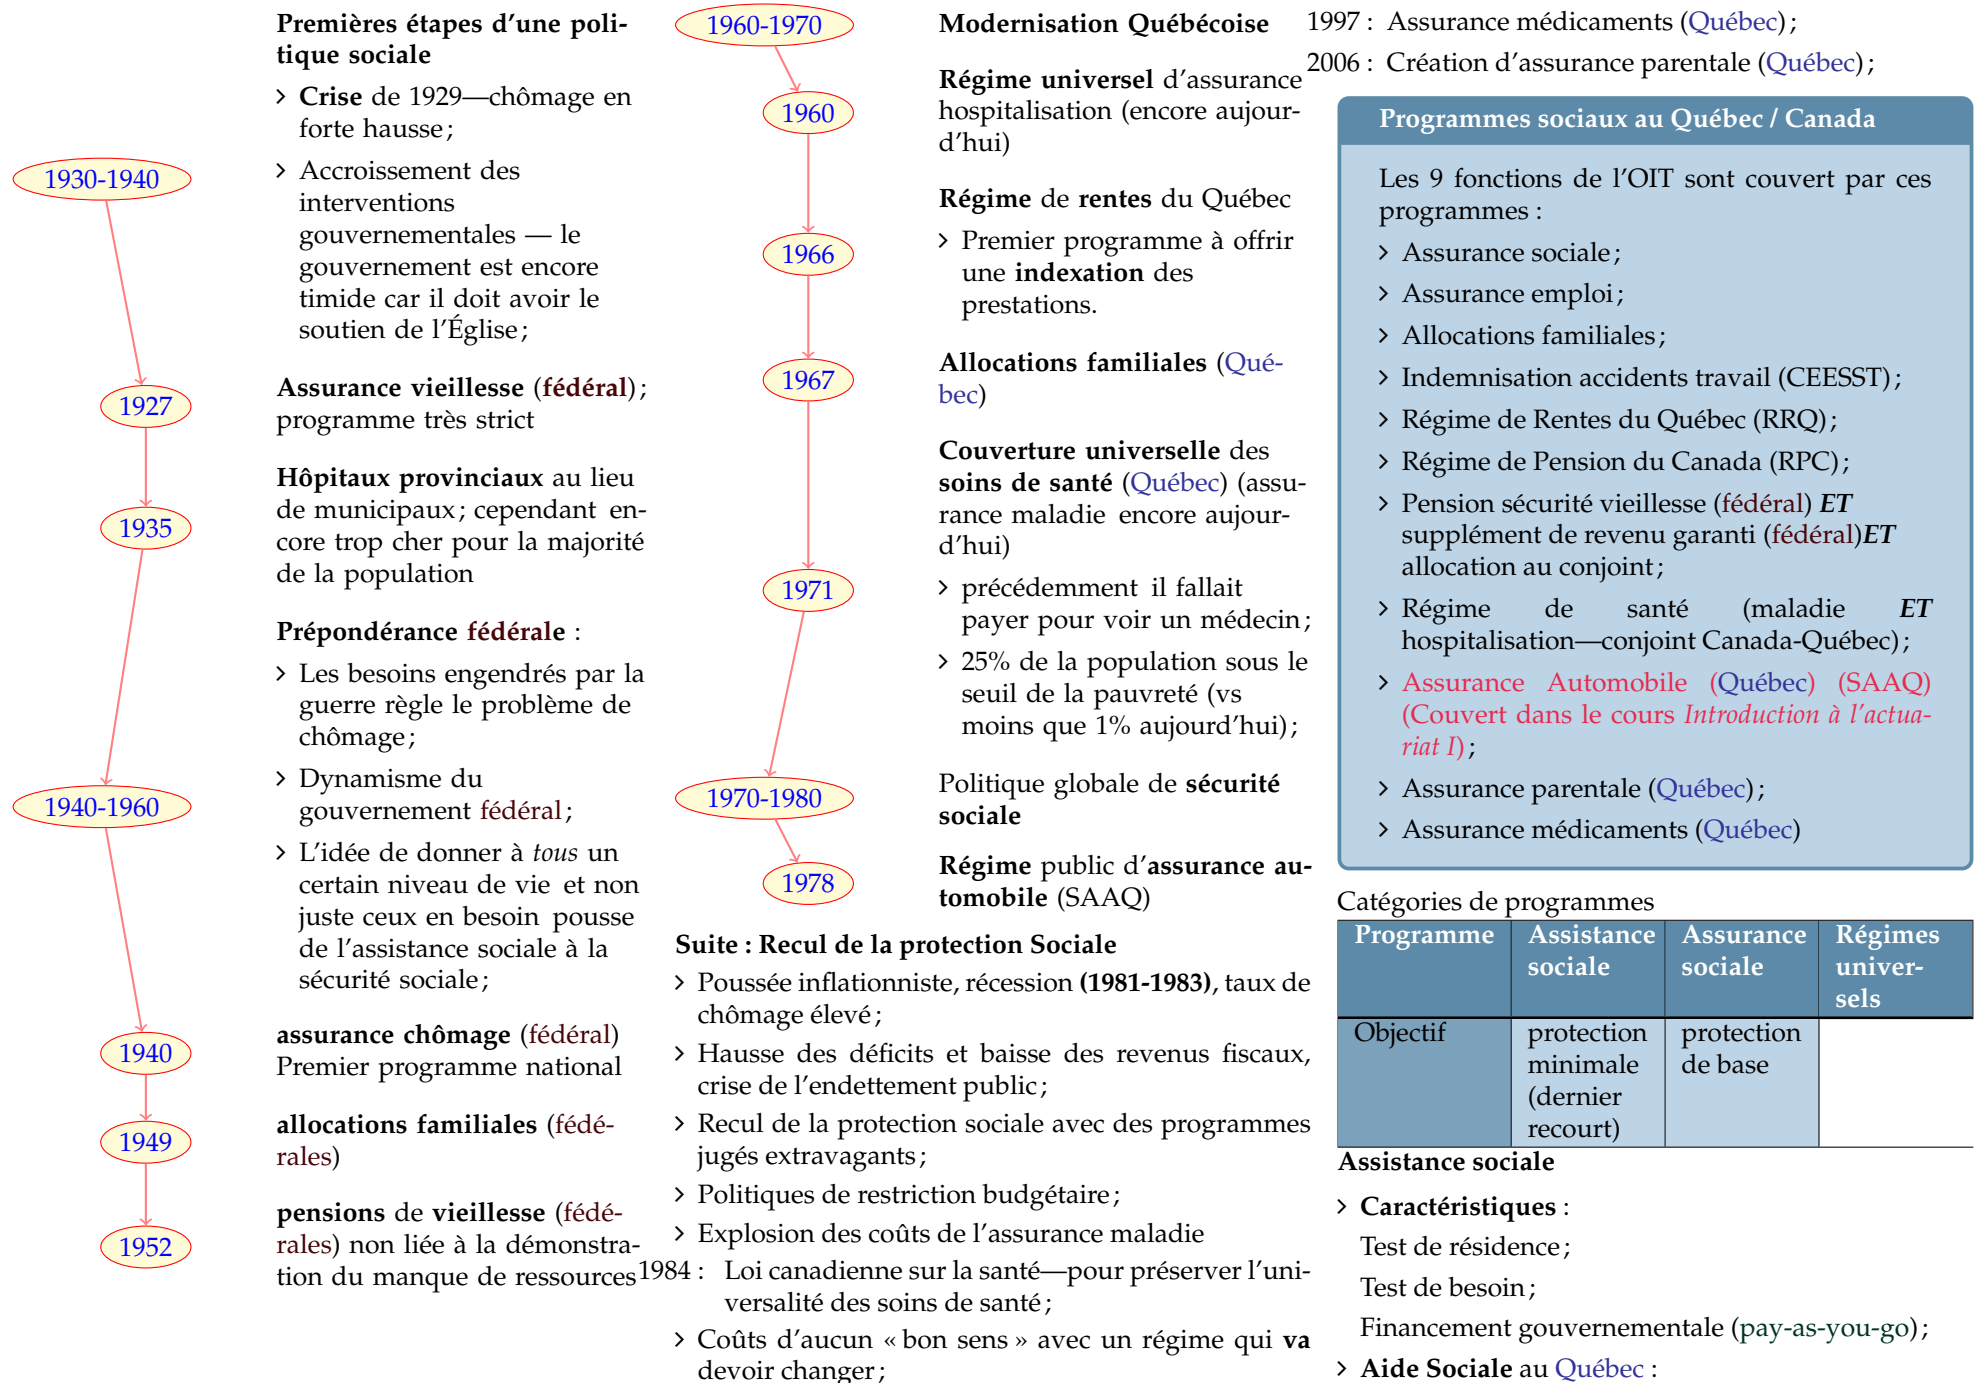 1930-1940
Premières étapes d'une poli-
tique sociale
> Crise de 1929—chômage en
forte hausse;
> Accroissement des
interventions
gouvernementales — le
gouvernement est encore
timide car il doit avoir le
soutien de l'Église;
1927
Assurance vieillesse (fédéral);
programme très strict
1935
Hôpitaux provinciaux au lieu
de municipaux; cependant en-
core trop cher pour la majorité
de la population
1940-1960
Prépondérance fédérale :
> Les besoins engendrés par la
guerre règle le problème de
chômage;
> Dynamisme du
gouvernement fédéral;
> L'idée de donner à tous un
certain niveau de vie et non
juste ceux en besoin pousse
de l'assistance sociale à la
sécurité sociale;
1940
assurance chômage (fédéral)
Premier programme national
1949
allocations familiales (fédé-
rales)
1952
pensions de vieillesse (fédé-
rales) non liée à la démonstra-
tion du manque de ressources
1960-1970
Modernisation Québécoise
1960
Régime universel d'assurance
hospitalisation (encore aujour-
d'hui)
1966
Régime de rentes du Québec
> Premier programme à offrir
une indexation des
prestations.
1967
Allocations familiales (Qué-
bec)
1971
Couverture universelle des
soins de santé (Québec) (assu-
rance maladie encore aujour-
d'hui)
> précédemment il fallait
payer pour voir un médecin;
> 25% de la population sous le
seuil de la pauvreté (vs
moins que 1% aujourd'hui);
1970-1980
Politique globale de sécurité
sociale
1978
Régime public d'assurance au-
tomobile (SAAQ)
Suite : Recul de la protection Sociale
> Poussée inflationniste, récession (1981-1983), taux de
chômage élevé;
> Hausse des déficits et baisse des revenus fiscaux,
crise de l'endettement public;
> Recul de la protection sociale avec des programmes
jugés extravagants;
> Politiques de restriction budgétaire;
> Explosion des coûts de l'assurance maladie
1984 : Loi canadienne sur la santé—pour préserver l'uni-
versalité des soins de santé;
> Coûts d'aucun « bon sens » avec un régime qui va
devoir changer;
1997 : Assurance médicaments (Québec);
2006 : Création d'assurance parentale (Québec);
Programmes sociaux au Québec / Canada
Les 9 fonctions de l'OIT sont couvert par ces
programmes :
> Assurance sociale;
> Assurance emploi;
> Allocations familiales;
> Indemnisation accidents travail (CEESST);
> Régime de Rentes du Québec (RRQ);
> Régime de Pension du Canada (RPC);
> Pension sécurité vieillesse (fédéral) ET
supplément de revenu garanti (fédéral)ET
allocation au conjoint;
> Régime de santé (maladie ET
hospitalisation—conjoint Canada-Québec);
> Assurance Automobile (Québec) (SAAQ)
(Couvert dans le cours Introduction à l'actua-
riat I);
> Assurance parentale (Québec);
> Assurance médicaments (Québec)
Catégories de programmes
Programme Assistance sociale Assurance sociale Régimes univer-sels
Objectif protection minimale (dernier recourt) protection de base
Assistance sociale
> Caractéristiques :
Test de résidence;
Test de besoin;
Financement gouvernementale (pay-as-you-go);
> Aide Sociale au Québec :